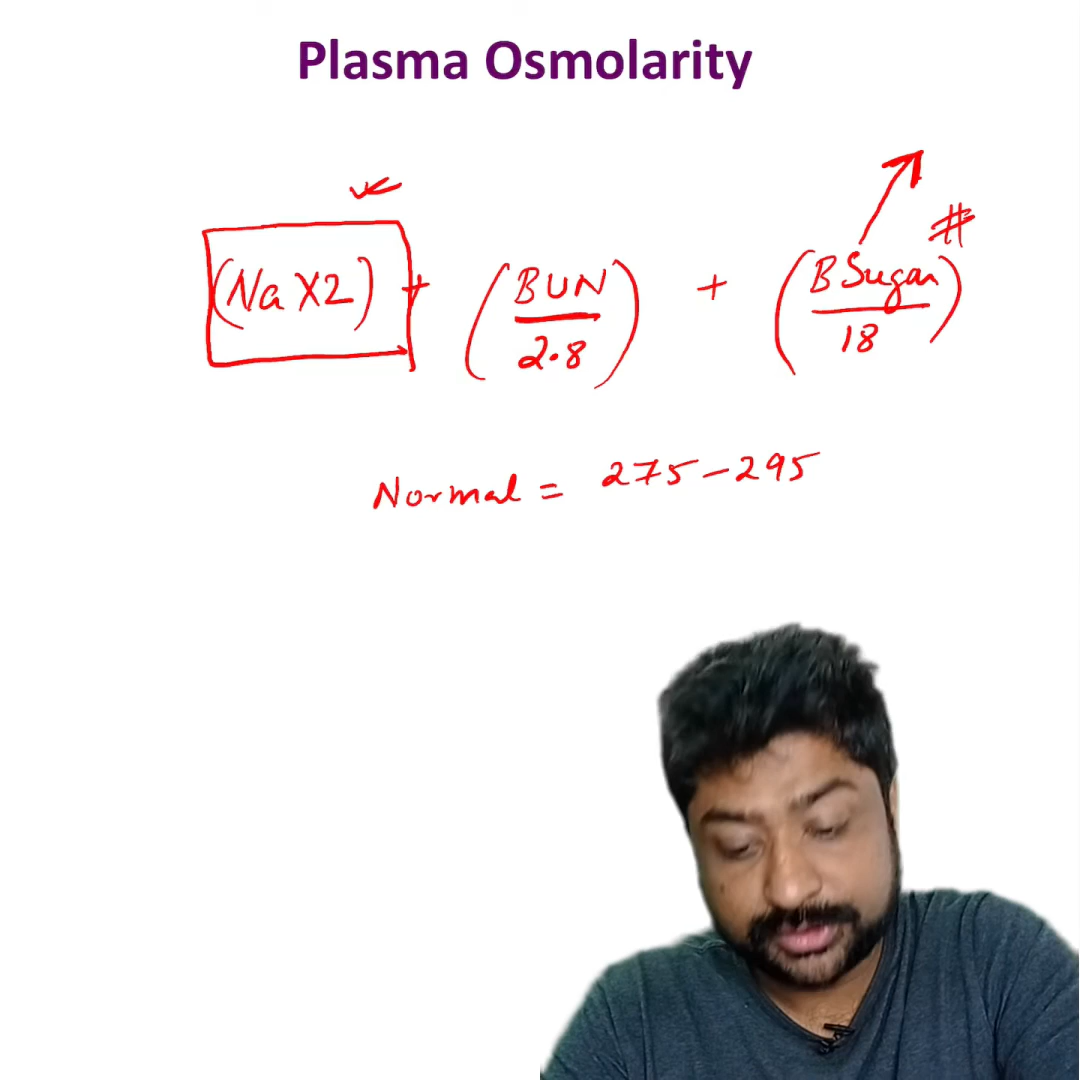 Plasma Osmolarity
(Na X2) + (BUN/2.8) + (B Sugar/18) #
Normal = 275-295